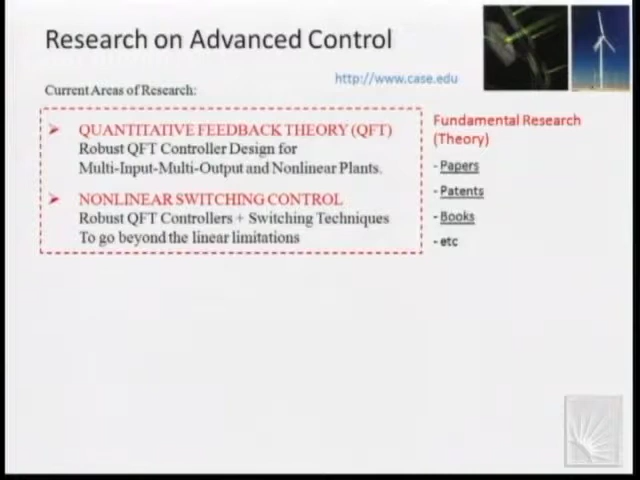 Research on Advanced Control
http://www.case.edu
Current Areas of Research:
➢ QUANTITATIVE FEEDBACK THEORY (QFT)
Robust QFT Controller Design for
Multi-Input-Multi-Output and Nonlinear Plants.
➢ NONLINEAR SWITCHING CONTROL
Robust QFT Controllers + Switching Techniques
To go beyond the linear limitations
Fundamental Research
(Theory)
- Papers
- Patents
- Books
- etc